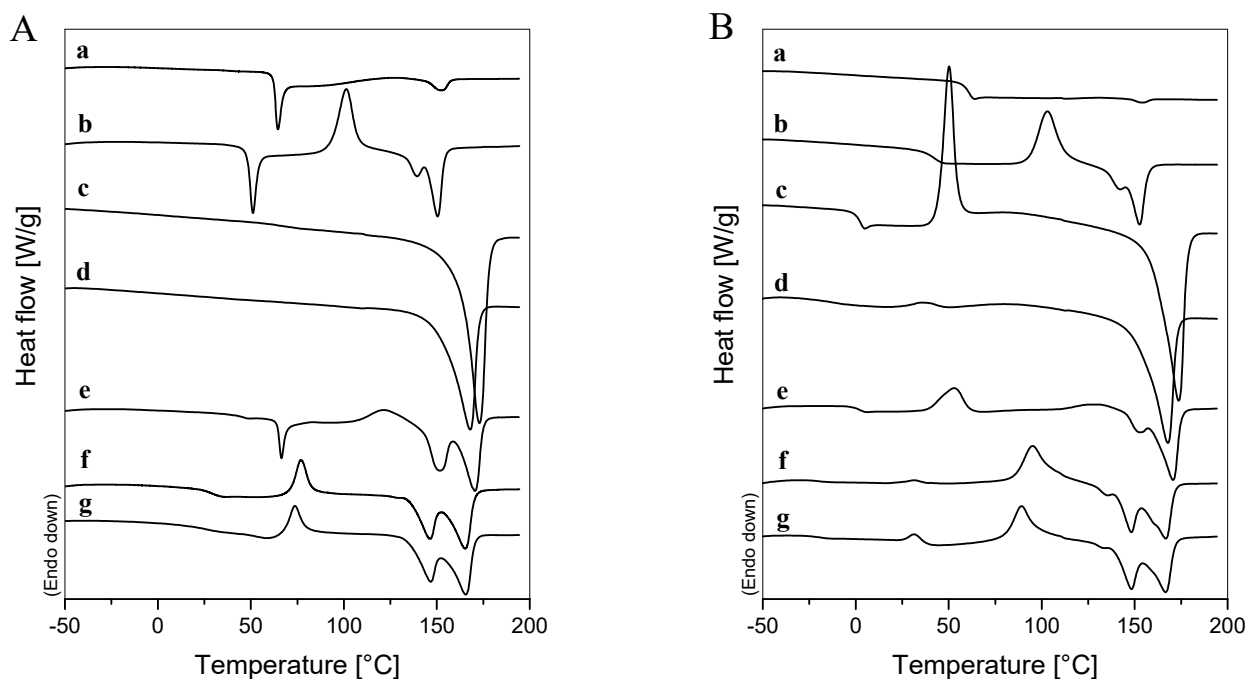 A
a
b
c
d
e
f
g
Heat flow [W/g]
(Endo down)
-50
0
50
100
150
200
Temperature [°C]
B
a
b
c
d
e
f
g
Heat flow [W/g]
(Endo down)
-50
0
50
100
150
200
Temperature [°C]